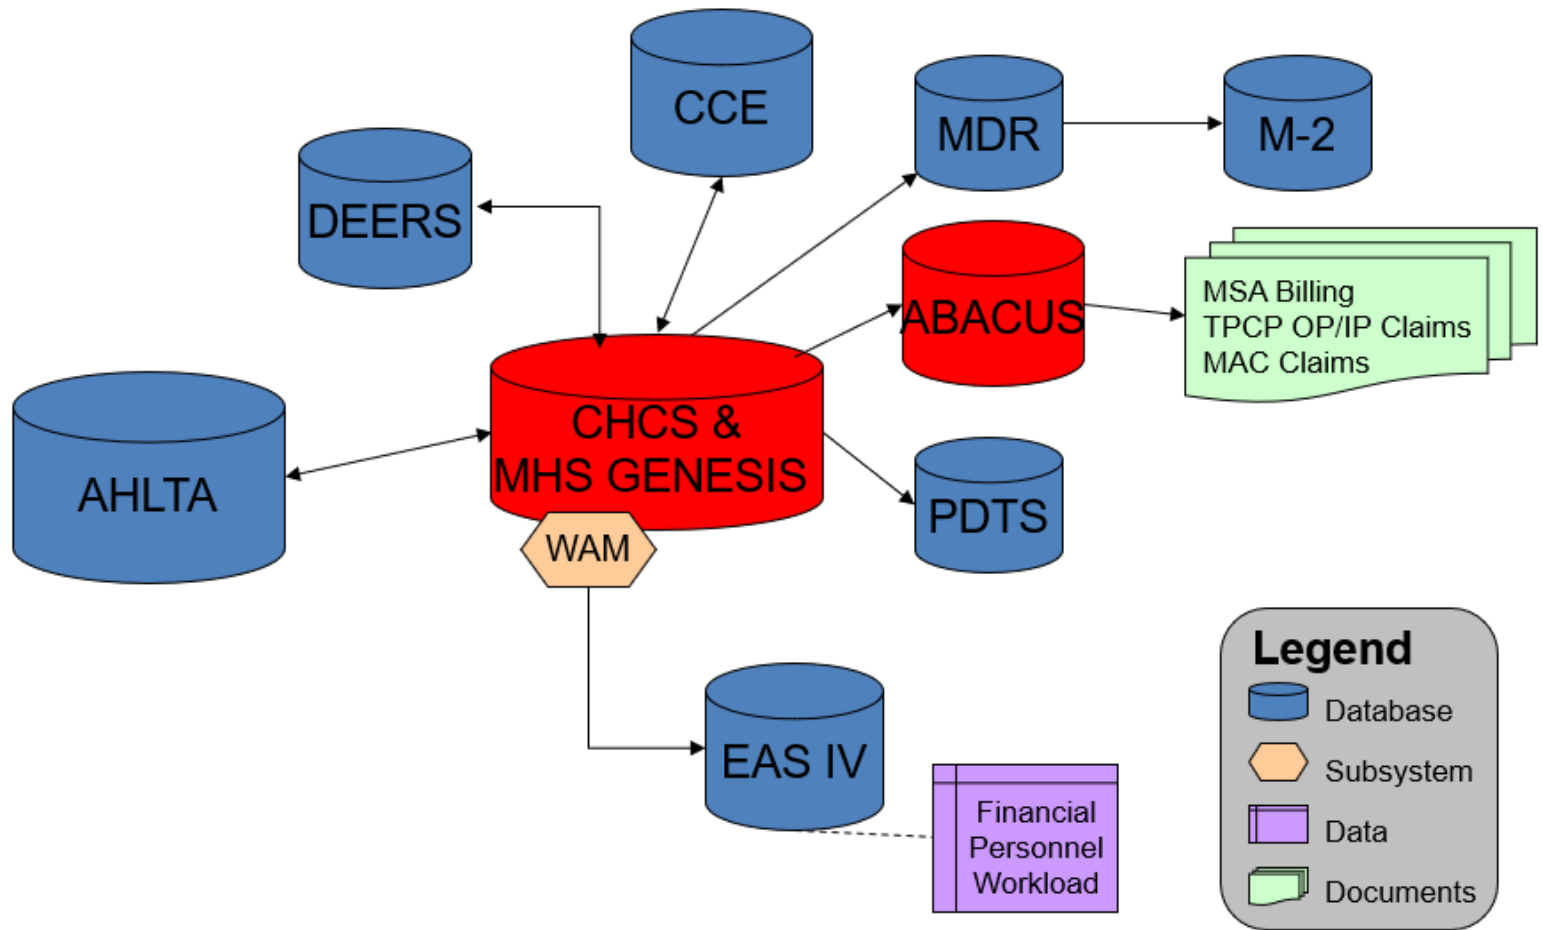 CCE
MDR
M-2
DEERS
ABACUS
MSA Billing
TPCP OP/IP Claims
MAC Claims
CHCS &
MHS GENESIS
AHLTA
PDTS
WAM
EAS IV
Financial
Personnel
Workload
Legend
Database
Subsystem
Data
Documents